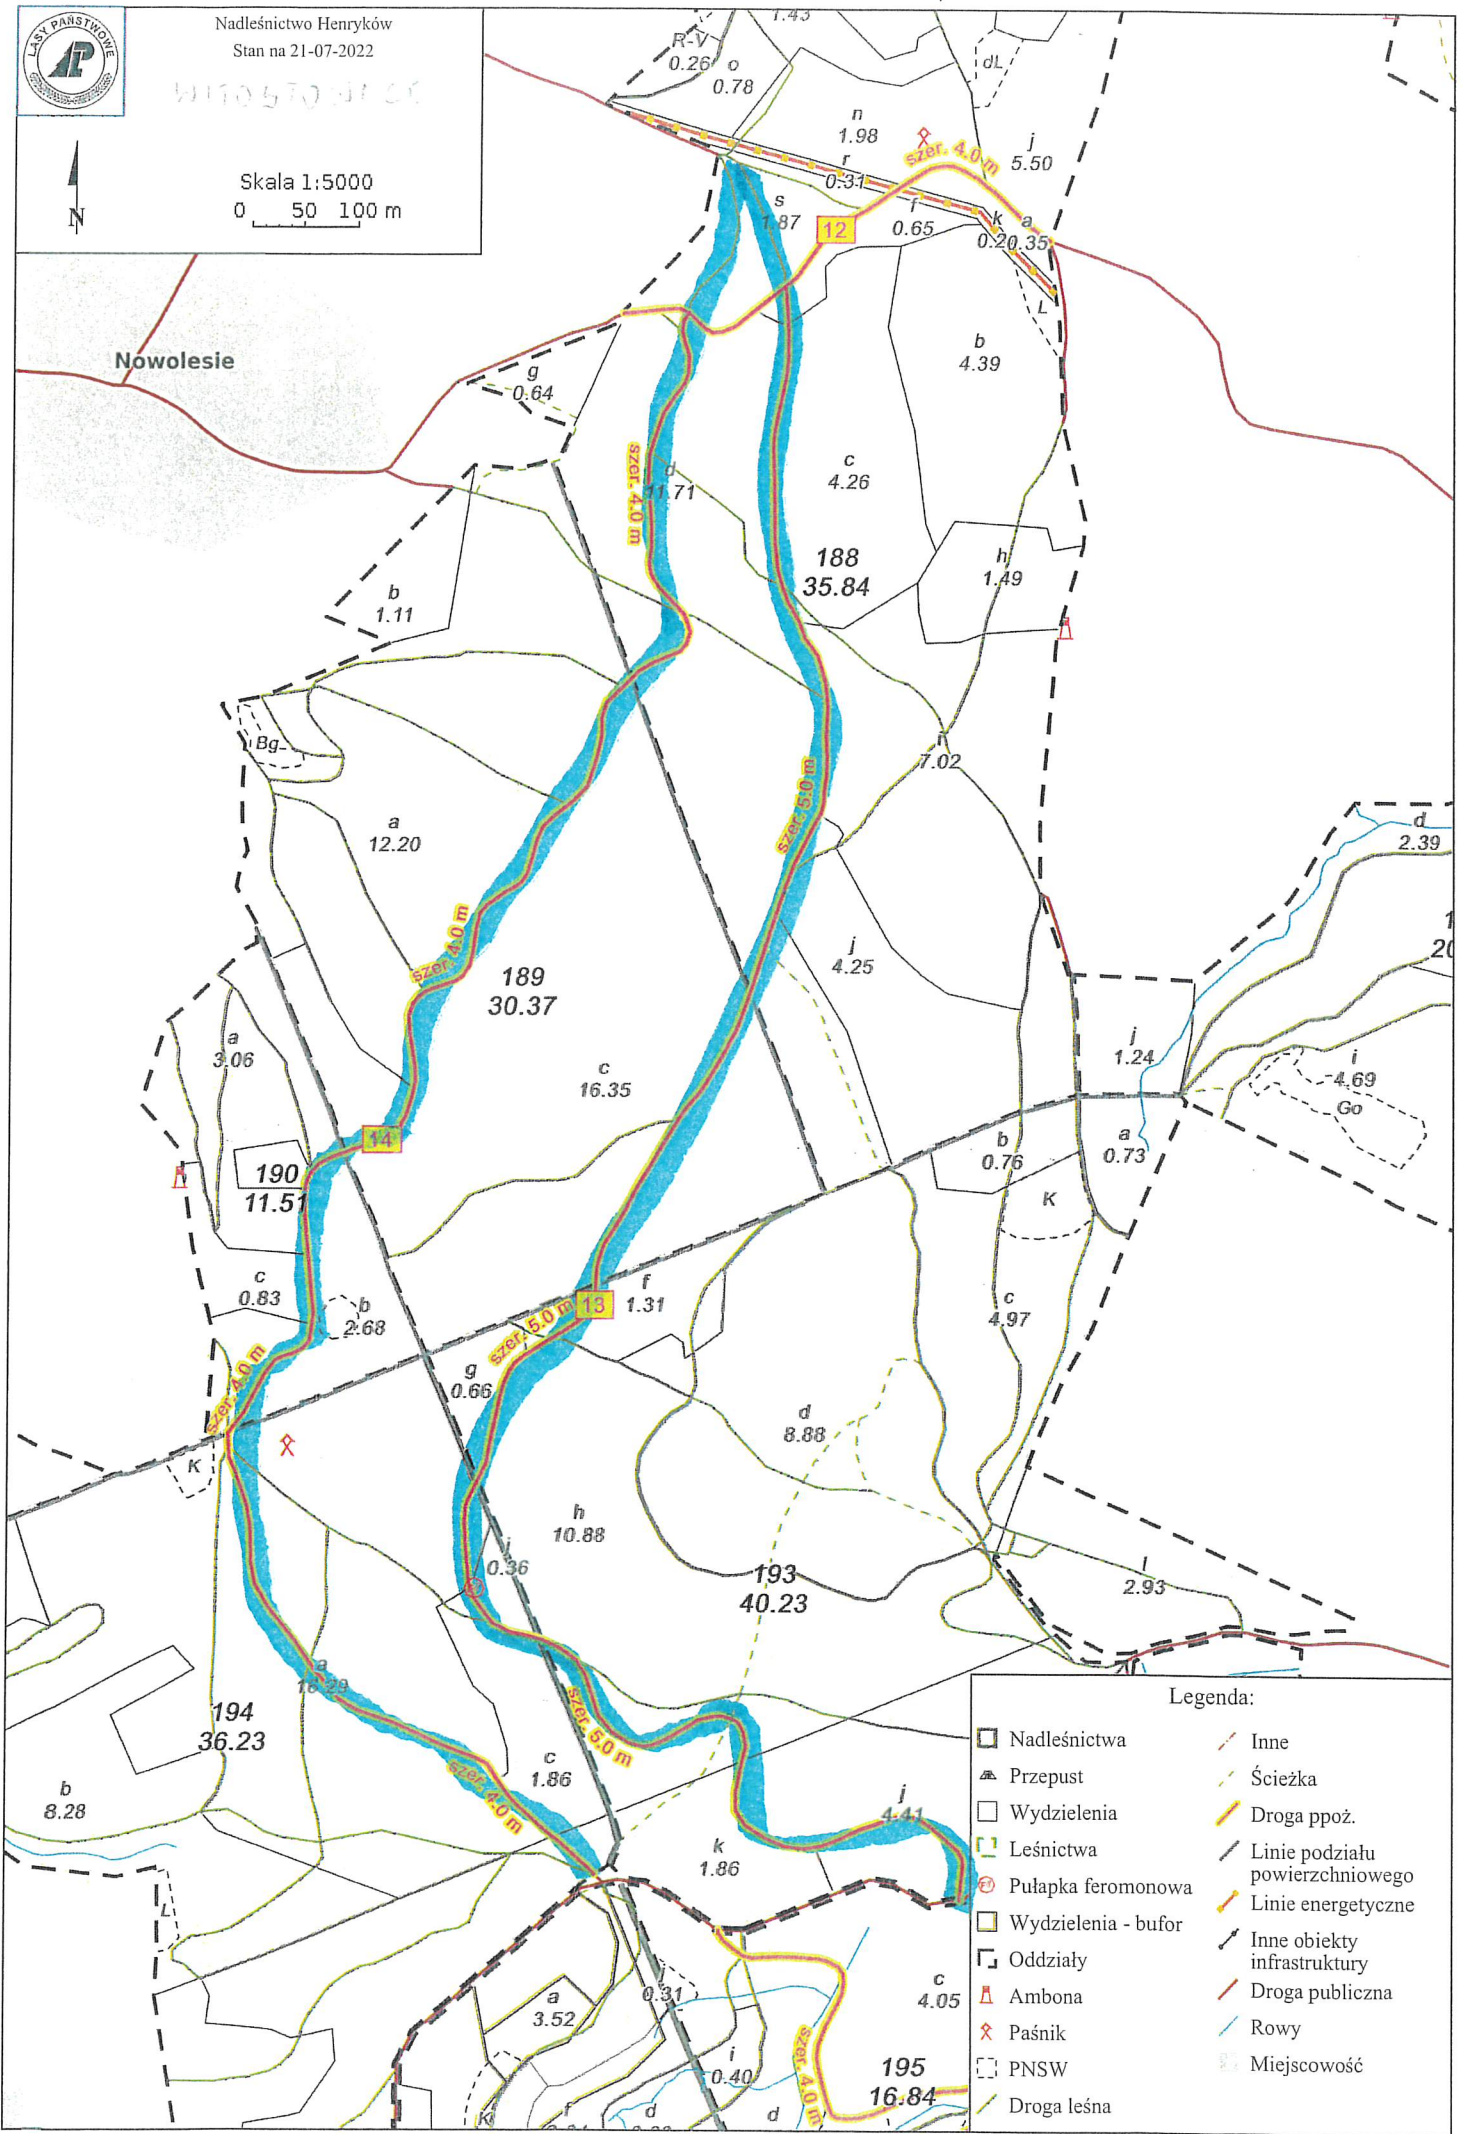 LASY PAŃSTWOWE
Nadleśnictwo Henryków
Stan na 21-07-2022
N
Skala 1:5000
0 50 100 m
1.43
R-V
0.26
o
0.78
dL
n
1.98
j
5.50
szer. 4.0 m
r
0.31
s
1.87
12
f
0.65
k
0.20
a
0.35
L
Nowolesie
g
0.64
b
4.39
szer. 4.0 m
d
11.71
c
4.26
188
35.84
h
1.49
b
1.11
Bg
7.02
szer. 5.0 m
a
12.20
d
2.39
szer. 4.0 m
189
30.37
j
4.25
a
3.06
c
16.35
j
1.24
i
4.69
Go
14
190
11.51
b
0.76
a
0.73
K
c
0.83
b
2.68
13
f
1.31
szer. 5.0 m
c
4.97
szer. 4.0 m
g
0.66
d
8.88
K
h
10.88
0.36
193
40.23
l
2.93
a
16.29
194
36.23
szer. 5.0 m
b
8.28
szer. 4.0 m
c
1.86
j
4.41
k
1.86
L
a
3.52
0.31
c
4.05
i
0.40
szer. 4.0 m
195
16.84
K
f
d
d
Legenda:
Nadleśnictwa
Przepust
Wydzielenia
Leśnictwa
Pułapka feromonowa
Wydzielenia - bufor
Oddziały
Ambona
Paśnik
PNSW
Droga leśna
Inne
Ścieżka
Droga ppoż.
Linie podziału
powierzchniowego
Linie energetyczne
Inne obiekty
infrastruktury
Droga publiczna
Rowy
Miejscowość